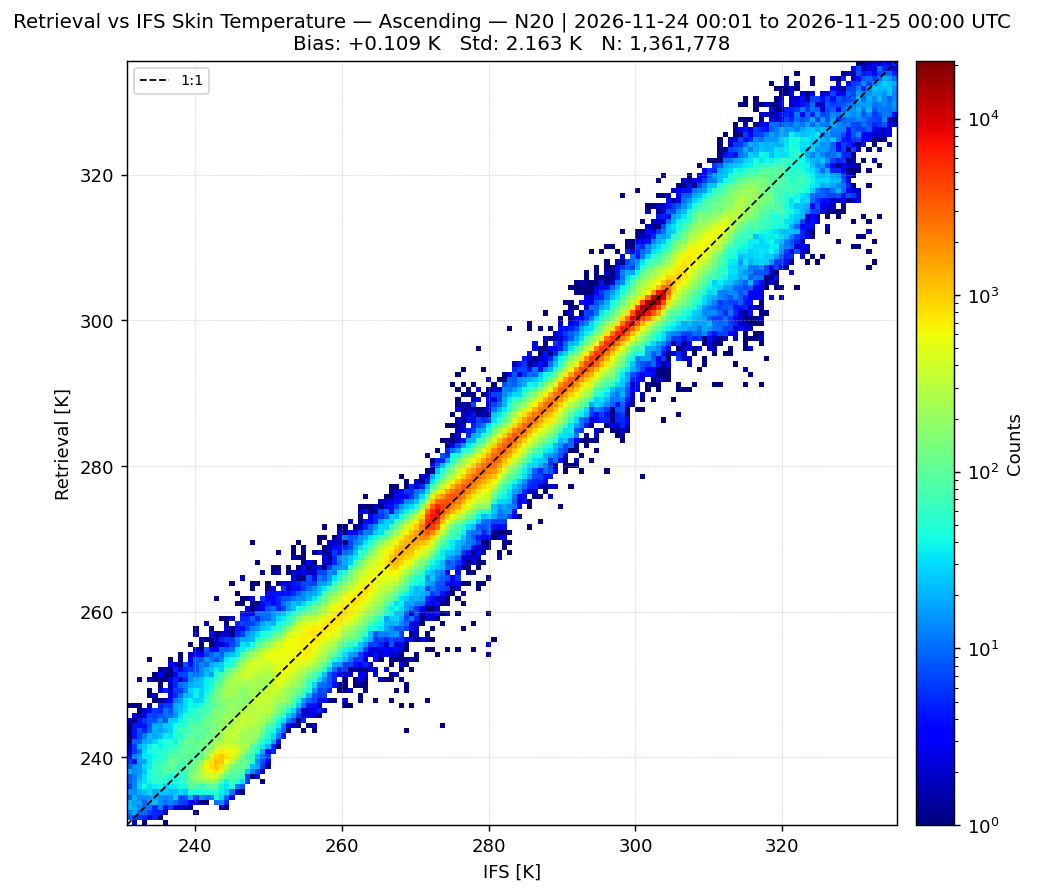 Retrieval vs IFS Skin Temperature — Ascending — N20 | 2026-11-24 00:01 to 2026-11-25 00:00 UTC
Bias: +0.109 K   Std: 2.163 K   N: 1,361,778
1:1
Retrieval [K]
320
300
280
260
240
240 260 280 300 320
IFS [K]
10⁴
10³
10²
10¹
10⁰
Counts